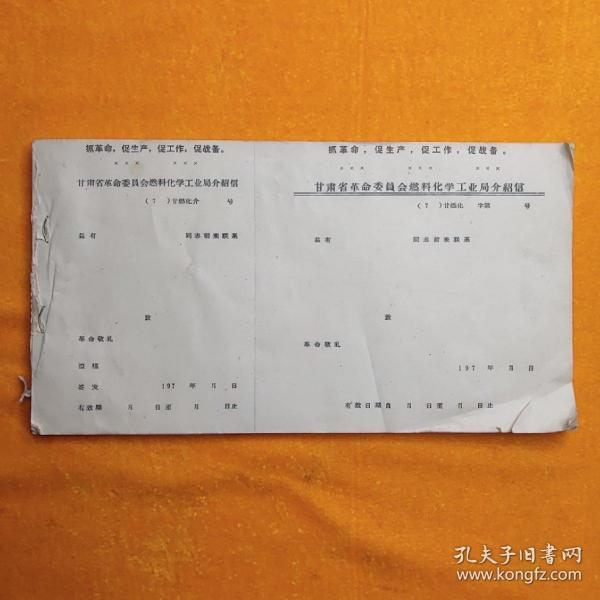 抓革命，促生产，促工作，促战备。
××× ××× ×××
甘肃省革命委員会燃料化学工业局介紹信
（7 ）甘燃化介 号
茲有 同志前来联系
致
革命敬礼
签发 197 年 月 日
有效期 月 日至 月 日止
抓革命，促生产，促工作，促战备。
××× ××× ×××
甘肃省革命委員会燃料化学工业局介紹信
（7 ）甘燃化 字第 号
茲有 同志前来联系
致
革命敬礼
197 年 月 日
有效日期自 月 日至 月 日止
孔夫子旧书网
www.kongfz.com